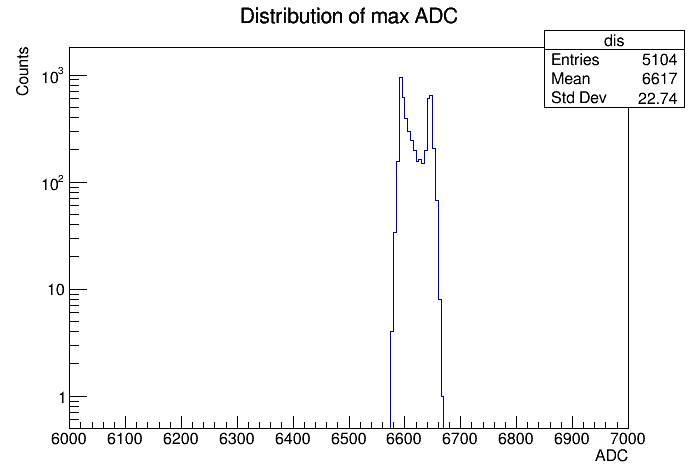 Distribution of max ADC
dis
Entries 5104
Mean 6617
Std Dev 22.74
Counts
10³
10²
10
1
6000 6100 6200 6300 6400 6500 6600 6700 6800 6900 7000
ADC